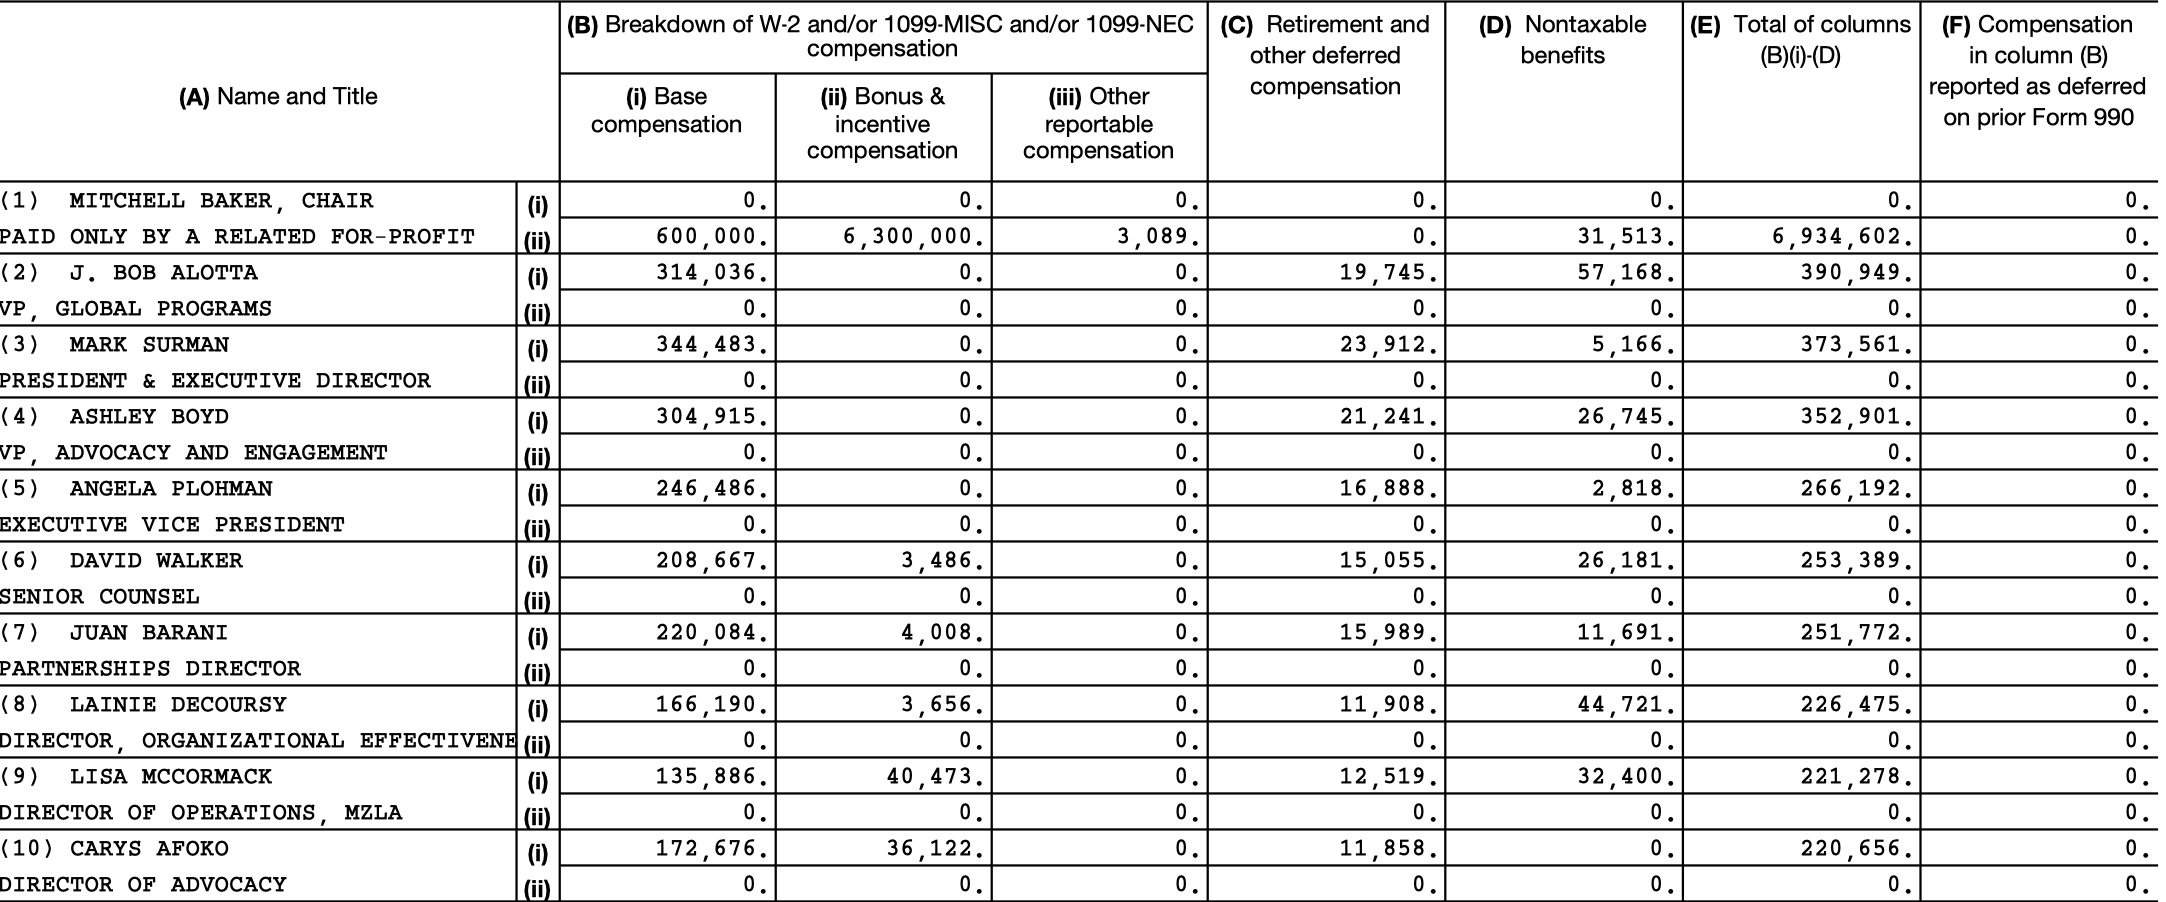 (A) Name and Title
(B) Breakdown of W-2 and/or 1099-MISC and/or 1099-NEC
compensation
(i) Base
compensation
(ii) Bonus &
incentive
compensation
(iii) Other
reportable
compensation
(C) Retirement and
other deferred
compensation
(D) Nontaxable
benefits
(E) Total of columns
(B)(i)-(D)
(F) Compensation
in column (B)
reported as deferred
on prior Form 990
(1) MITCHELL BAKER, CHAIR (i) 0. 0. 0. 0. 0. 0. 0.
PAID ONLY BY A RELATED FOR-PROFIT (ii) 600,000. 6,300,000. 3,089. 0. 31,513. 6,934,602. 0.
(2) J. BOB ALOTTA (i) 314,036. 0. 0. 19,745. 57,168. 390,949. 0.
VP, GLOBAL PROGRAMS (ii) 0. 0. 0. 0. 0. 0. 0.
(3) MARK SURMAN (i) 344,483. 0. 0. 23,912. 5,166. 373,561. 0.
PRESIDENT & EXECUTIVE DIRECTOR (ii) 0. 0. 0. 0. 0. 0. 0.
(4) ASHLEY BOYD (i) 304,915. 0. 0. 21,241. 26,745. 352,901. 0.
VP, ADVOCACY AND ENGAGEMENT (ii) 0. 0. 0. 0. 0. 0. 0.
(5) ANGELA PLOHMAN (i) 246,486. 0. 0. 16,888. 2,818. 266,192. 0.
EXECUTIVE VICE PRESIDENT (ii) 0. 0. 0. 0. 0. 0. 0.
(6) DAVID WALKER (i) 208,667. 3,486. 0. 15,055. 26,181. 253,389. 0.
SENIOR COUNSEL (ii) 0. 0. 0. 0. 0. 0. 0.
(7) JUAN BARANI (i) 220,084. 4,008. 0. 15,989. 11,691. 251,772. 0.
PARTNERSHIPS DIRECTOR (ii) 0. 0. 0. 0. 0. 0. 0.
(8) LAINIE DECOURSY (i) 166,190. 3,656. 0. 11,908. 44,721. 226,475. 0.
DIRECTOR, ORGANIZATIONAL EFFECTIVENE (ii) 0. 0. 0. 0. 0. 0. 0.
(9) LISA MCCORMACK (i) 135,886. 40,473. 0. 12,519. 32,400. 221,278. 0.
DIRECTOR OF OPERATIONS, MZLA (ii) 0. 0. 0. 0. 0. 0. 0.
(10) CARYS AFOKO (i) 172,676. 36,122. 0. 11,858. 0. 220,656. 0.
DIRECTOR OF ADVOCACY (ii) 0. 0. 0. 0. 0. 0. 0.